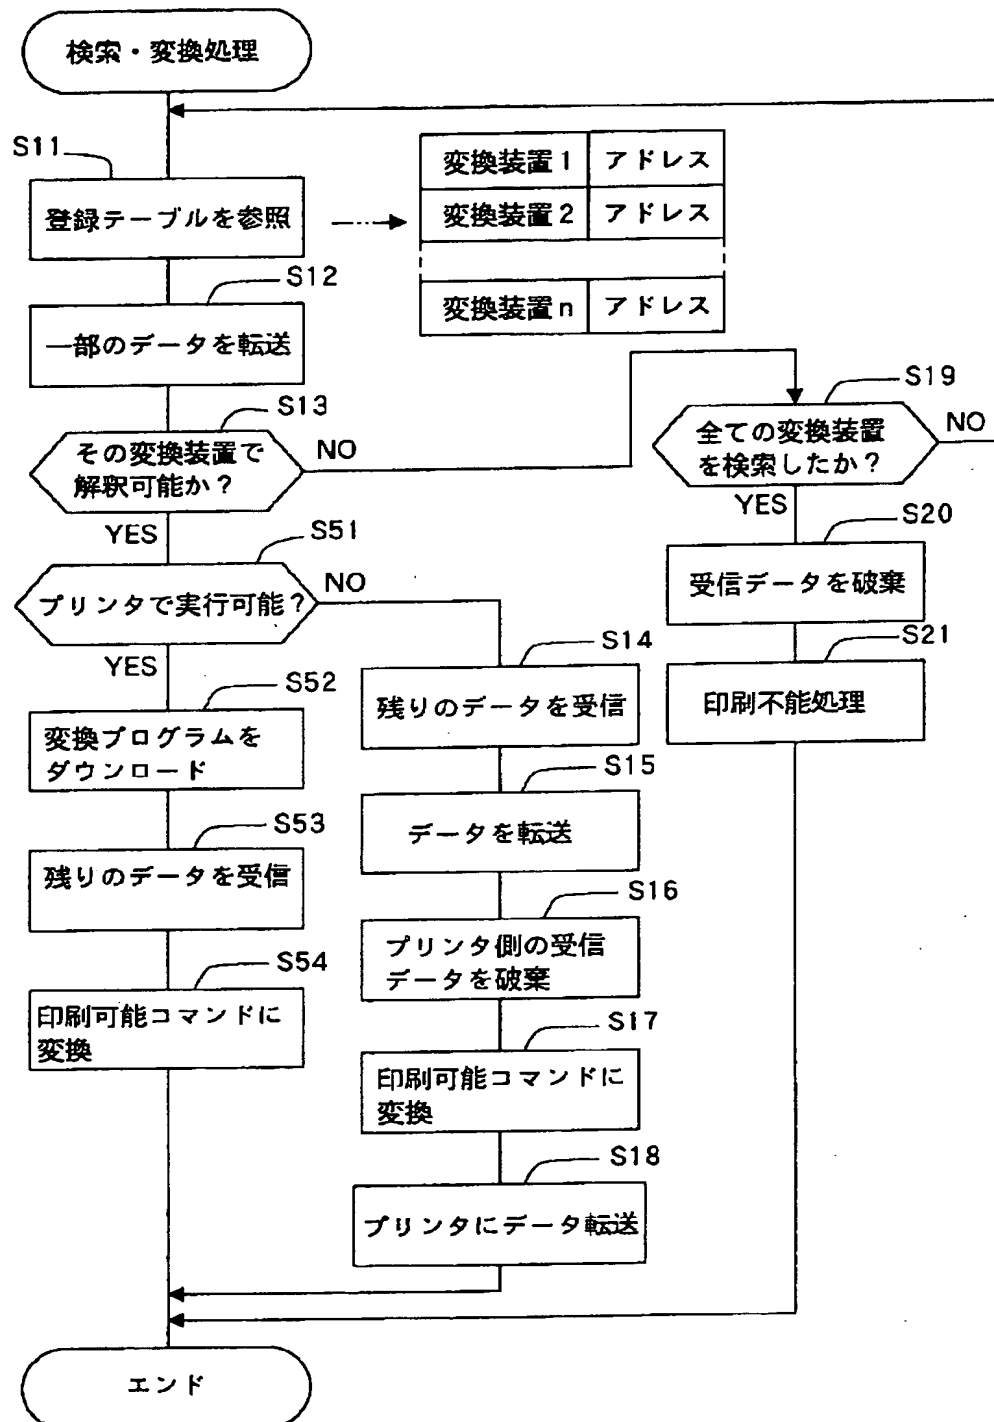 検索・変換処理
S11
登録テーブルを参照
変換装置1 アドレス
変換装置2 アドレス
変換装置n アドレス
S12
一部のデータを転送
S13
その変換装置で
解釈可能か?
NO
YES
S19
全ての変換装置
を検索したか?
NO
YES
S20
受信データを破棄
S21
印刷不能処理
S51
プリンタで実行可能?
NO
YES
S52
変換プログラムを
ダウンロード
S53
残りのデータを受信
S54
印刷可能コマンドに
変換
S14
残りのデータを受信
S15
データを転送
S16
プリンタ側の受信
データを破棄
S17
印刷可能コマンドに
変換
S18
プリンタにデータ転送
エンド